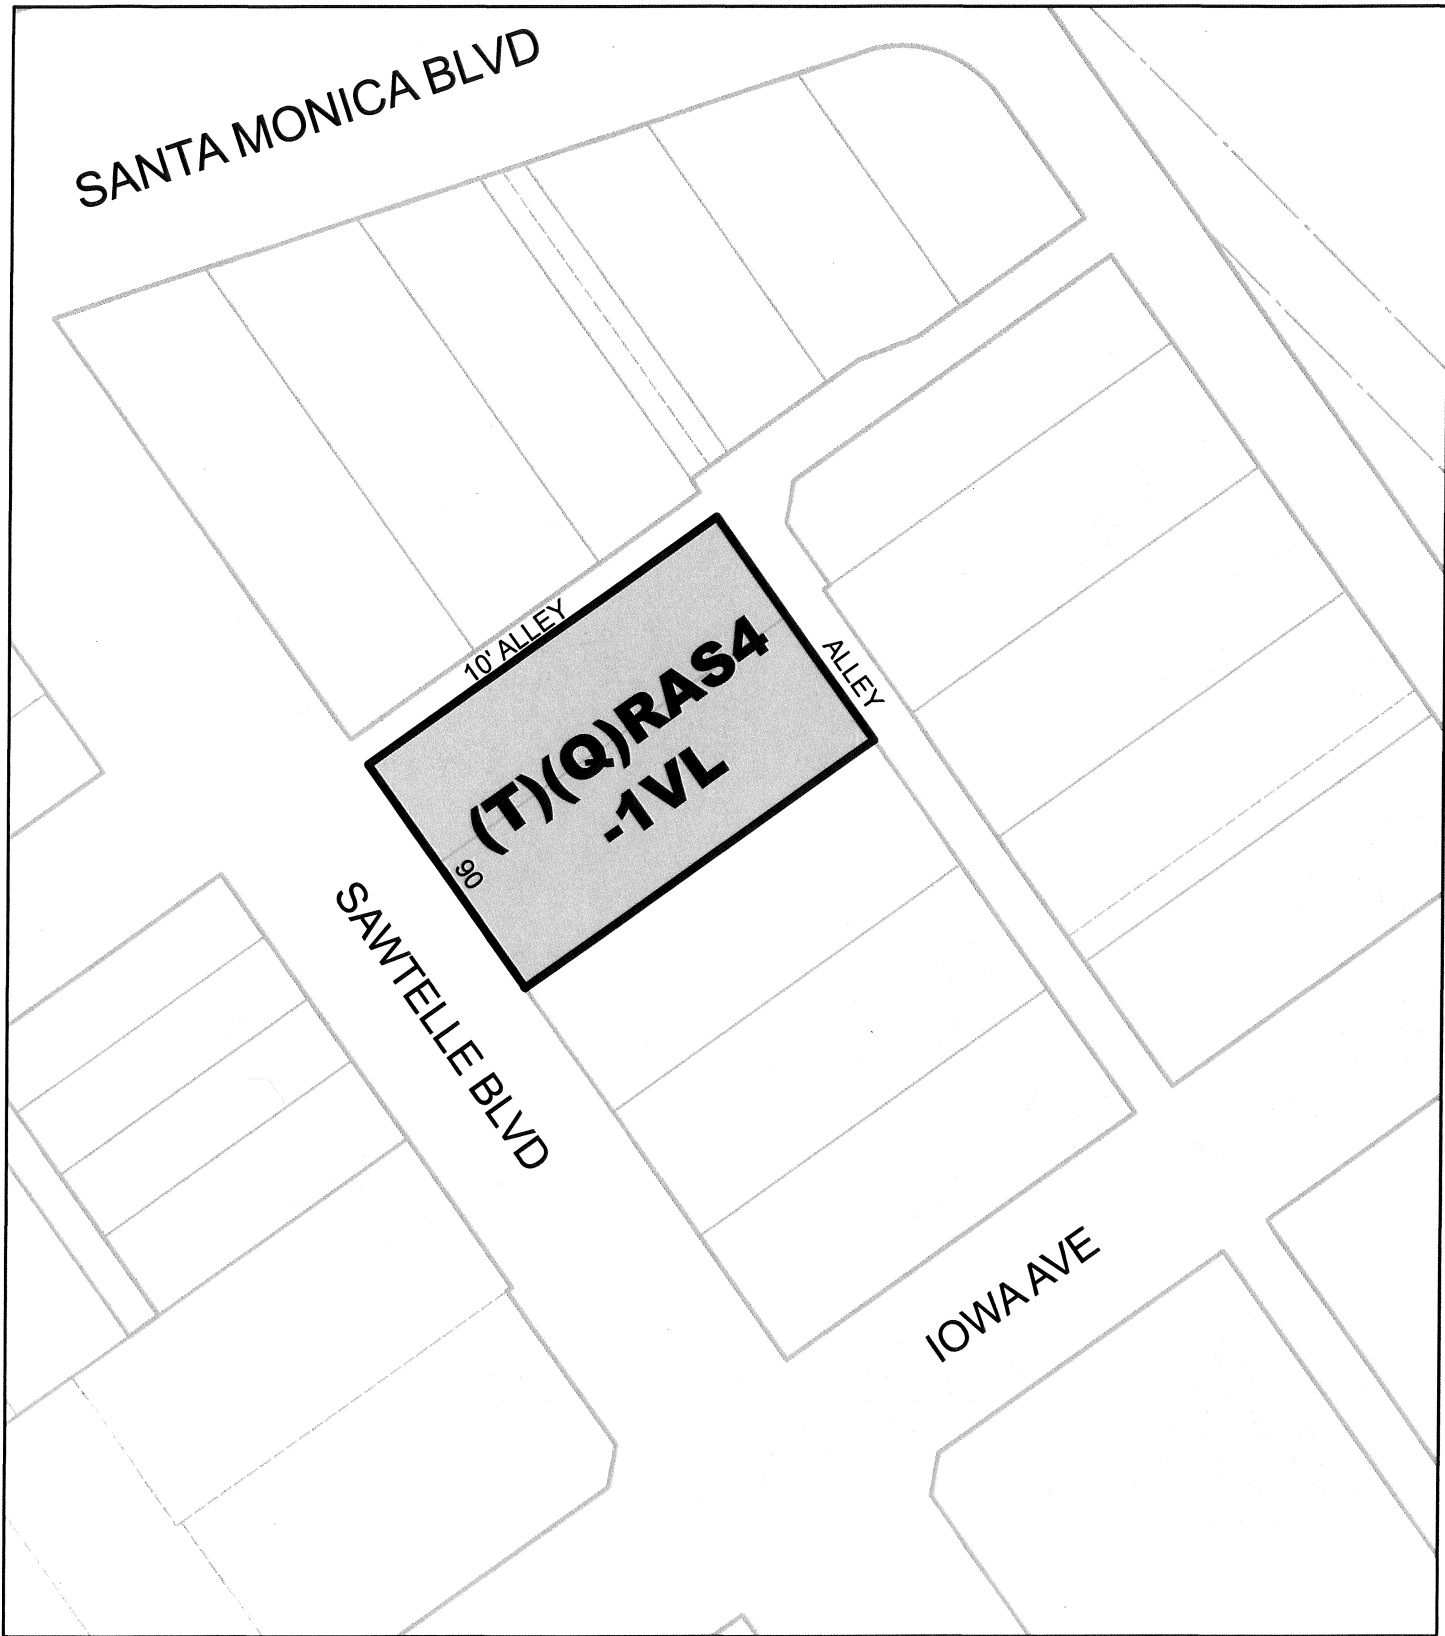 SANTA MONICA BLVD
10' ALLEY
ALLEY
(T)(Q)RAS4
-1VL
90
SAWTELLE BLVD
IOWA AVE